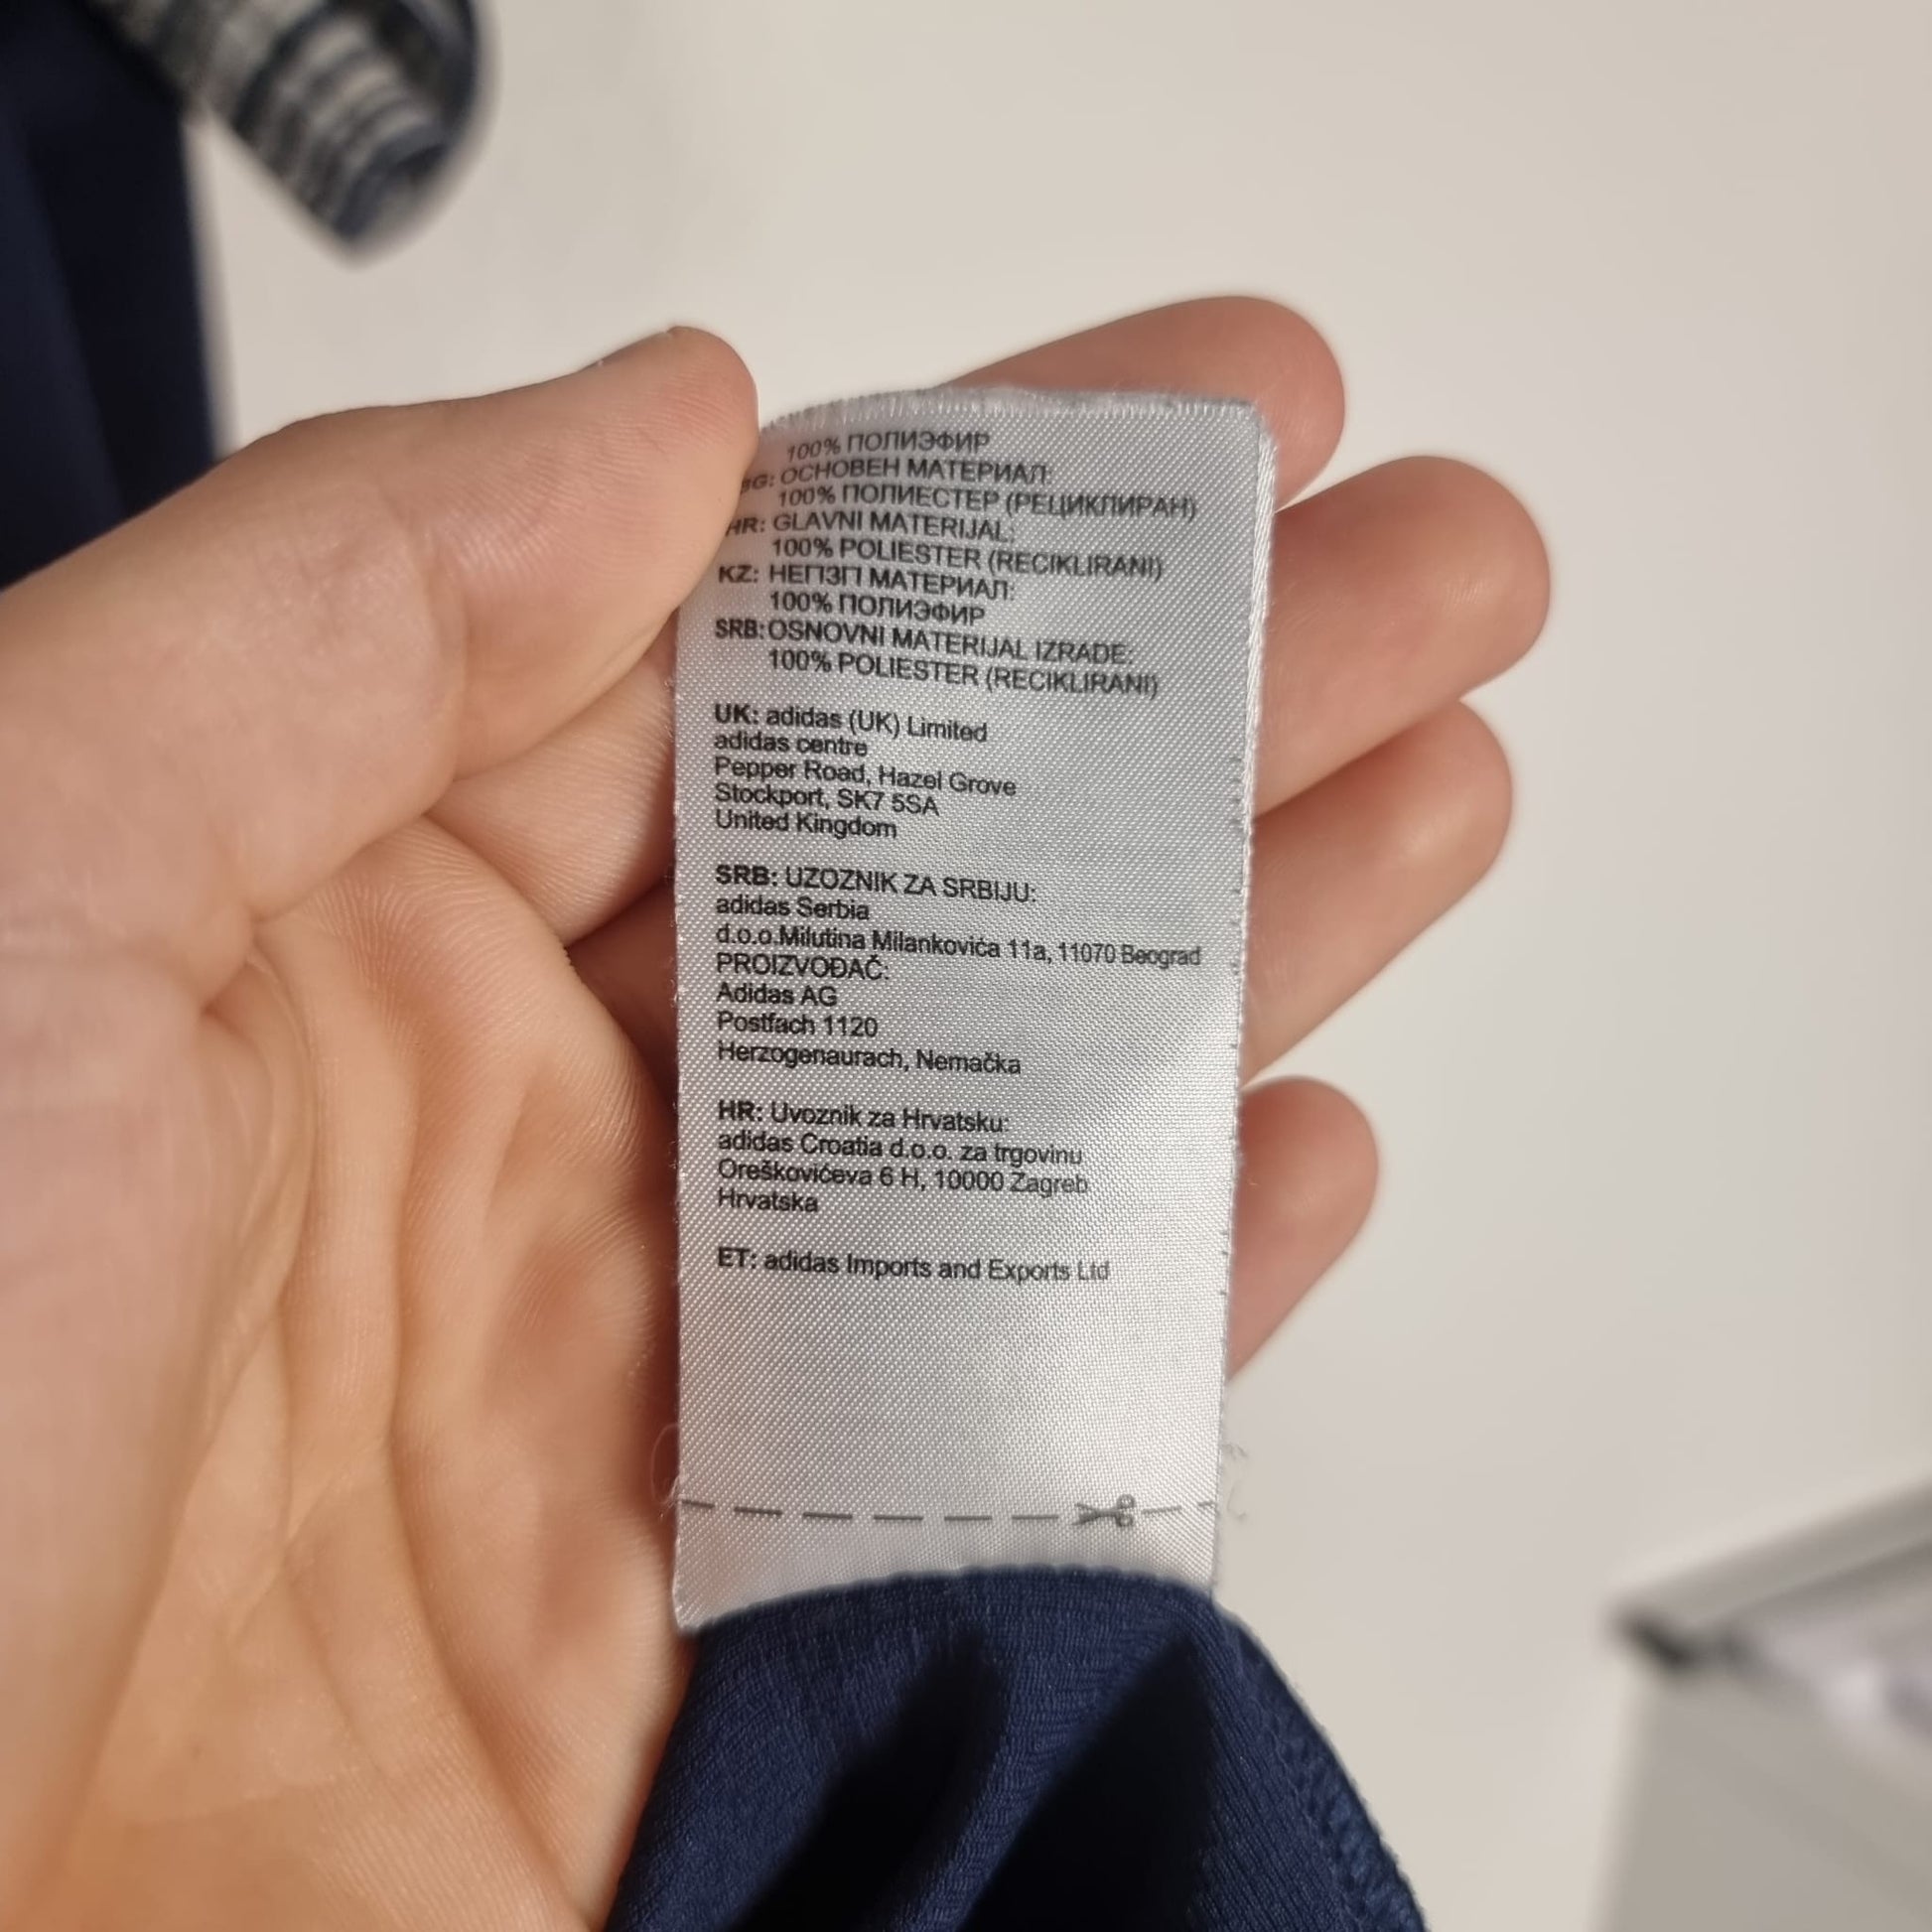 100% ПОЛИЭФИР
BG: ОСНОВЕН МАТЕРИАЛ:
100% ПОЛИЕСТЕР (РЕЦИКЛИРАН)
HR: GLAVNI MATERIJAL:
100% POLIESTER (RECIKLIRANI)
KZ: НЕПЗП МАТЕРИАЛ:
100% ПОЛИЭФИР
SRB: OSNOVNI MATERIJAL IZRADE:
100% POLIESTER (RECIKLIRANI)
UK: adidas (UK) Limited
adidas centre
Pepper Road, Hazel Grove
Stockport, SK7 5SA
United Kingdom
SRB: UZOZNIK ZA SRBIJU:
adidas Serbia
d.o.o.Milutina Milankovića 11a, 11070 Beograd
PROIZVOĐAČ:
Adidas AG
Postfach 1120
Herzogenaurach, Nemačka
HR: Uvoznik za Hrvatsku:
adidas Croatia d.o.o. za trgovinu
Oreškovićeva 6 H, 10000 Zagreb
Hrvatska
ET: adidas Imports and Exports Ltd